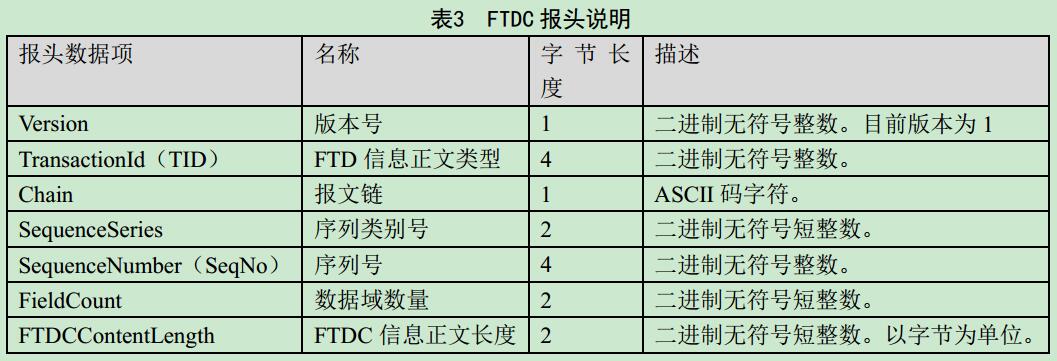 表3 FTDC 报头说明
报头数据项 名称 字节长度 描述
Version 版本号 1 二进制无符号整数。目前版本为 1
TransactionId（TID） FTD 信息正文类型 4 二进制无符号整数。
Chain 报文链 1 ASCII 码字符。
SequenceSeries 序列类别号 2 二进制无符号短整数。
SequenceNumber（SeqNo） 序列号 4 二进制无符号整数。
FieldCount 数据域数量 2 二进制无符号短整数。
FTDCContentLength FTDC 信息正文长度 2 二进制无符号短整数。以字节为单位。